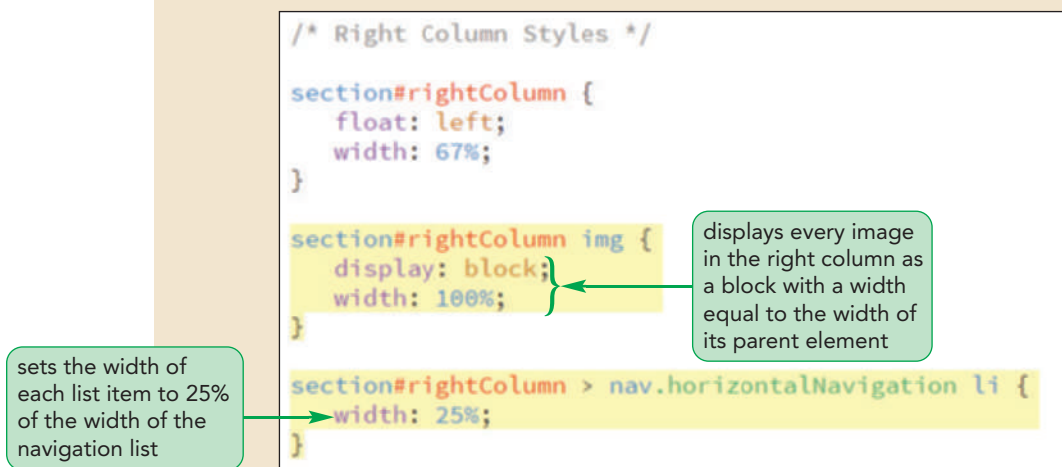 /* Right Column Styles */
section#rightColumn {
float: left;
width: 67%;
}
section#rightColumn img {
display: block;
width: 100%;
}
displays every image
in the right column as
a block with a width
equal to the width of
its parent element
section#rightColumn > nav.horizontalNavigation li {
width: 25%;
}
sets the width of
each list item to 25%
of the width of the
navigation list